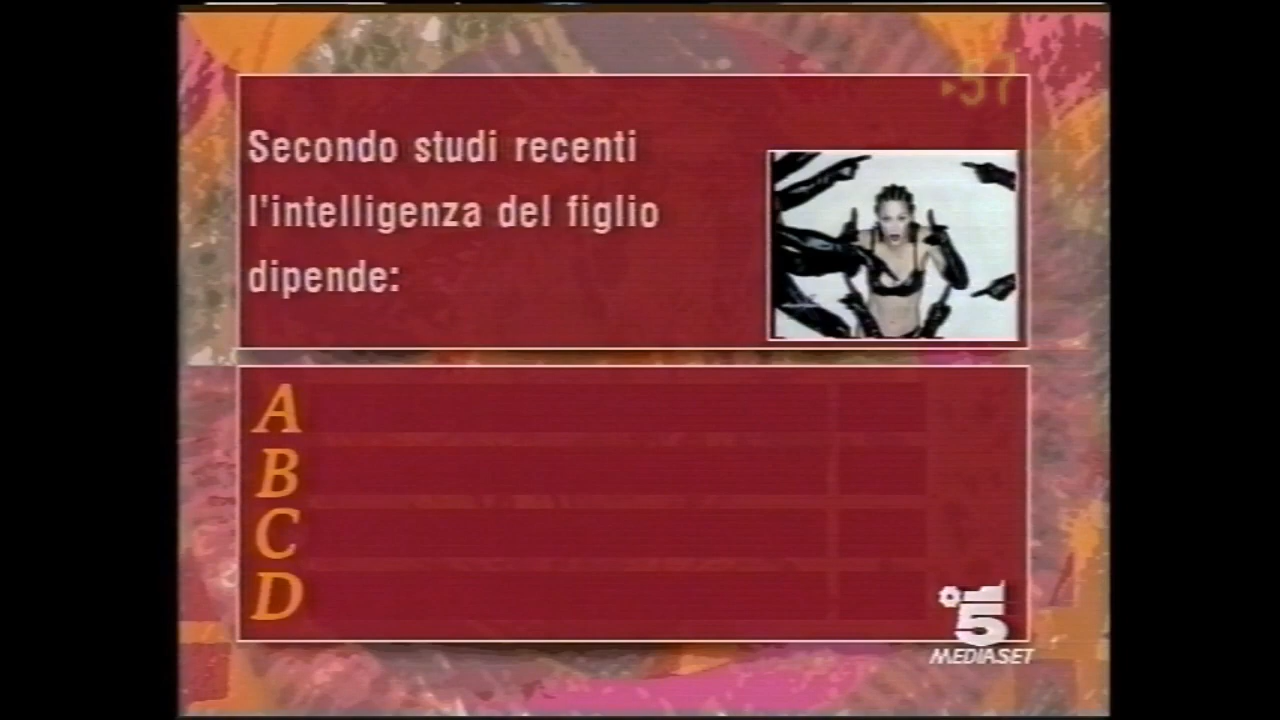 Secondo studi recenti
l'intelligenza del figlio
dipende:
A
B
C
D
5
MEDIASET